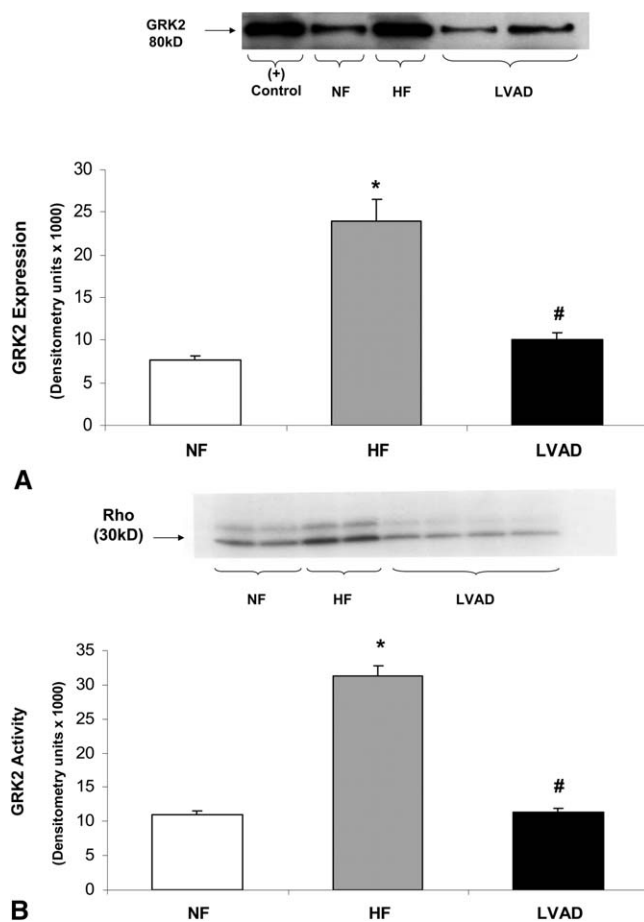 GRK2
80kD
(+)
Control
NF
HF
LVAD
GRK2 Expression
(Densitometry units x 1000)
30
25
20
15
10
5
0
*
#
NF
HF
LVAD
A
Rho
(30kD)
NF
HF
LVAD
GRK2 Activity
(Densitometry units x 1000)
35
30
25
20
15
10
5
0
*
#
NF
HF
LVAD
B